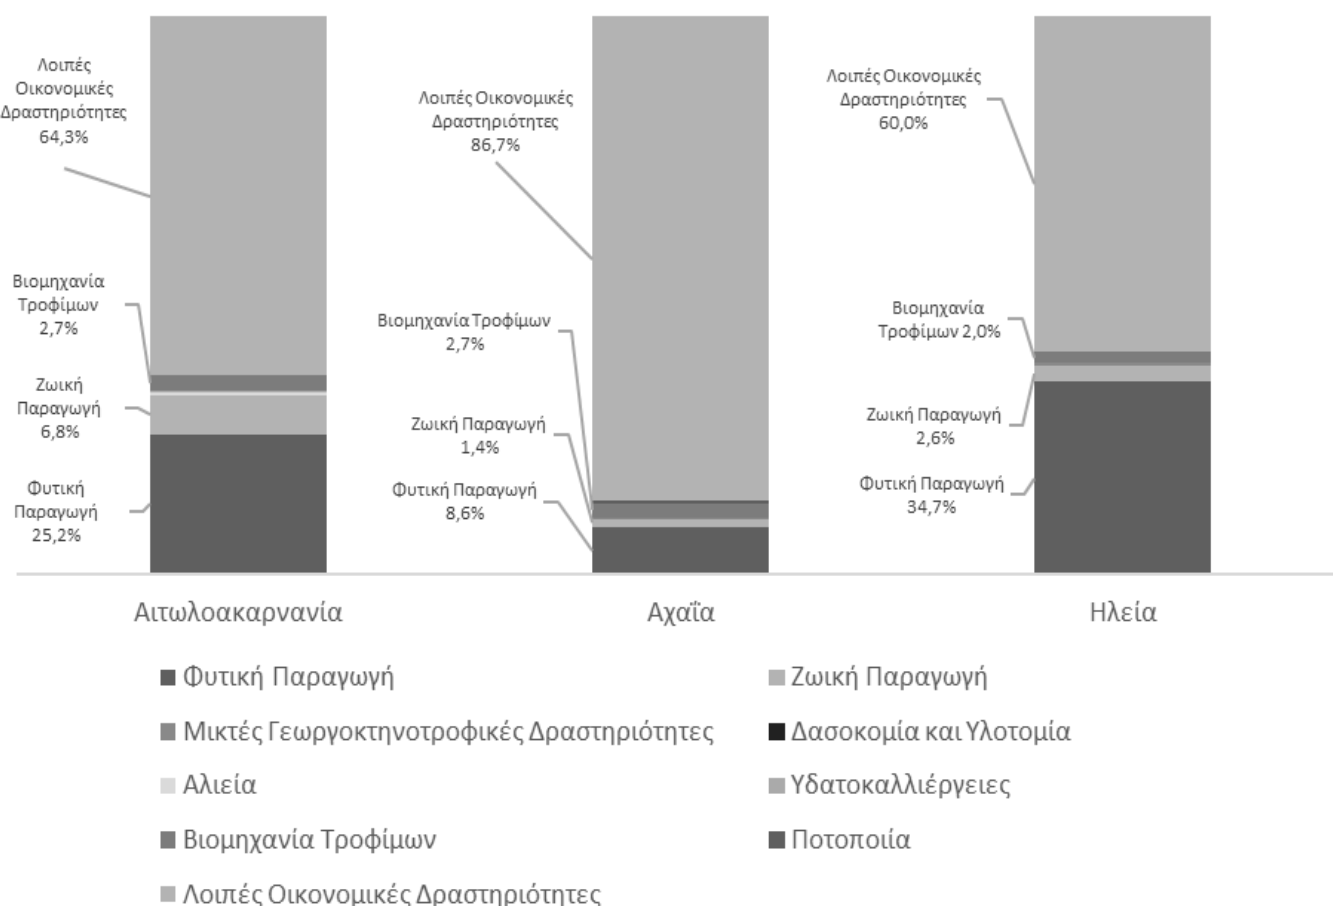 Λοιπές
Οικονομικές
Δραστηριότητες
64,3%
Βιομηχανία
Τροφίμων
2,7%
Ζωική
Παραγωγή
6,8%
Φυτική
Παραγωγή
25,2%
Λοιπές Οικονομικές
Δραστηριότητες
86,7%
Βιομηχανία Τροφίμων
2,7%
Ζωική Παραγωγή
1,4%
Φυτική Παραγωγή
8,6%
Λοιπές Οικονομικές
Δραστηριότητες
60,0%
Βιομηχανία
Τροφίμων 2,0%
Ζωική Παραγωγή
2,6%
Φυτική Παραγωγή
34,7%
Αιτωλοακαρνανία
Αχαΐα
Ηλεία
Φυτική Παραγωγή
Ζωική Παραγωγή
Μικτές Γεωργοκτηνοτροφικές Δραστηριότητες
Δασοκομία και Υλοτομία
Αλιεία
Υδατοκαλλιέργειες
Βιομηχανία Τροφίμων
Ποτοποιία
Λοιπές Οικονομικές Δραστηριότητες